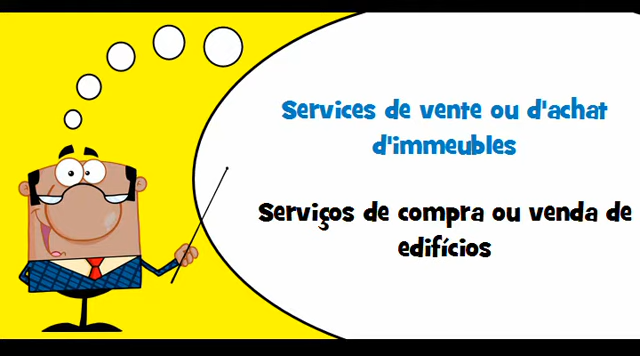 Services de vente ou d'achat
d'immeubles
Serviços de compra ou venda de
edifícios